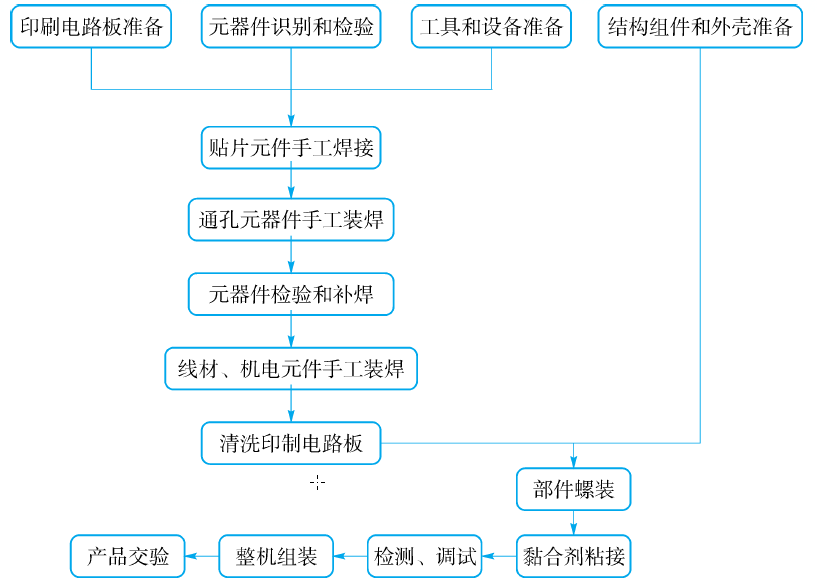 印刷电路板准备
元器件识别和检验
工具和设备准备
结构组件和外壳准备
贴片元件手工焊接
通孔元器件手工装焊
元器件检验和补焊
线材、机电元件手工装焊
清洗印制电路板
部件螺装
产品交验
整机组装
检测、调试
黏合剂粘接